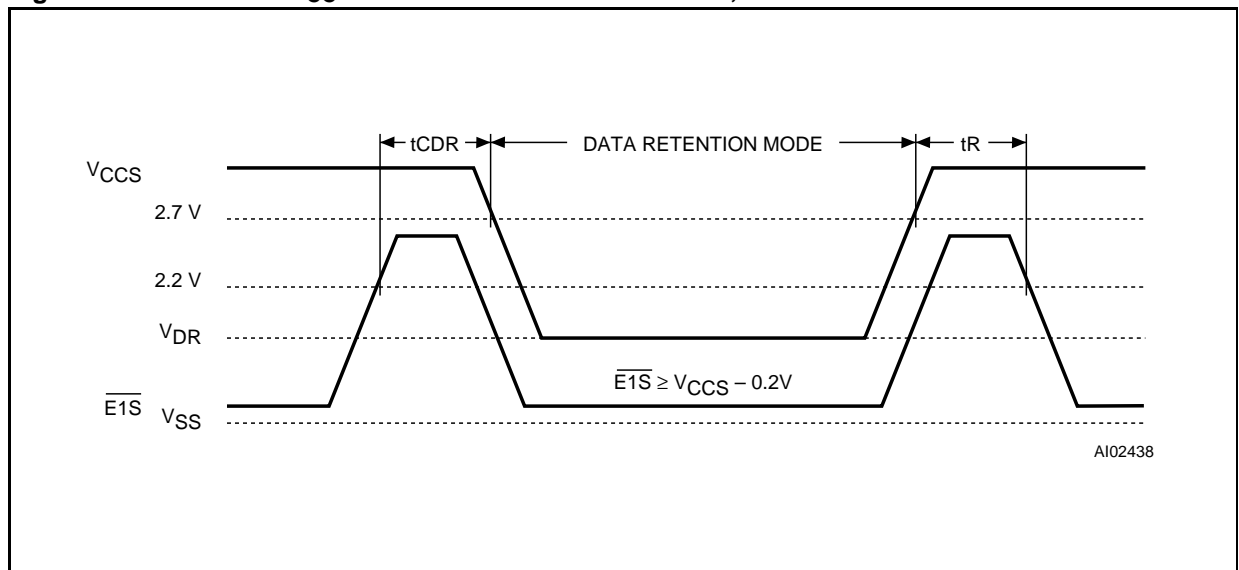 tCDR DATA RETENTION MODE tR
VCCS
2.7 V
2.2 V
VDR
E1S ≥ VCCS – 0.2V
E1S
VSS
AI02438